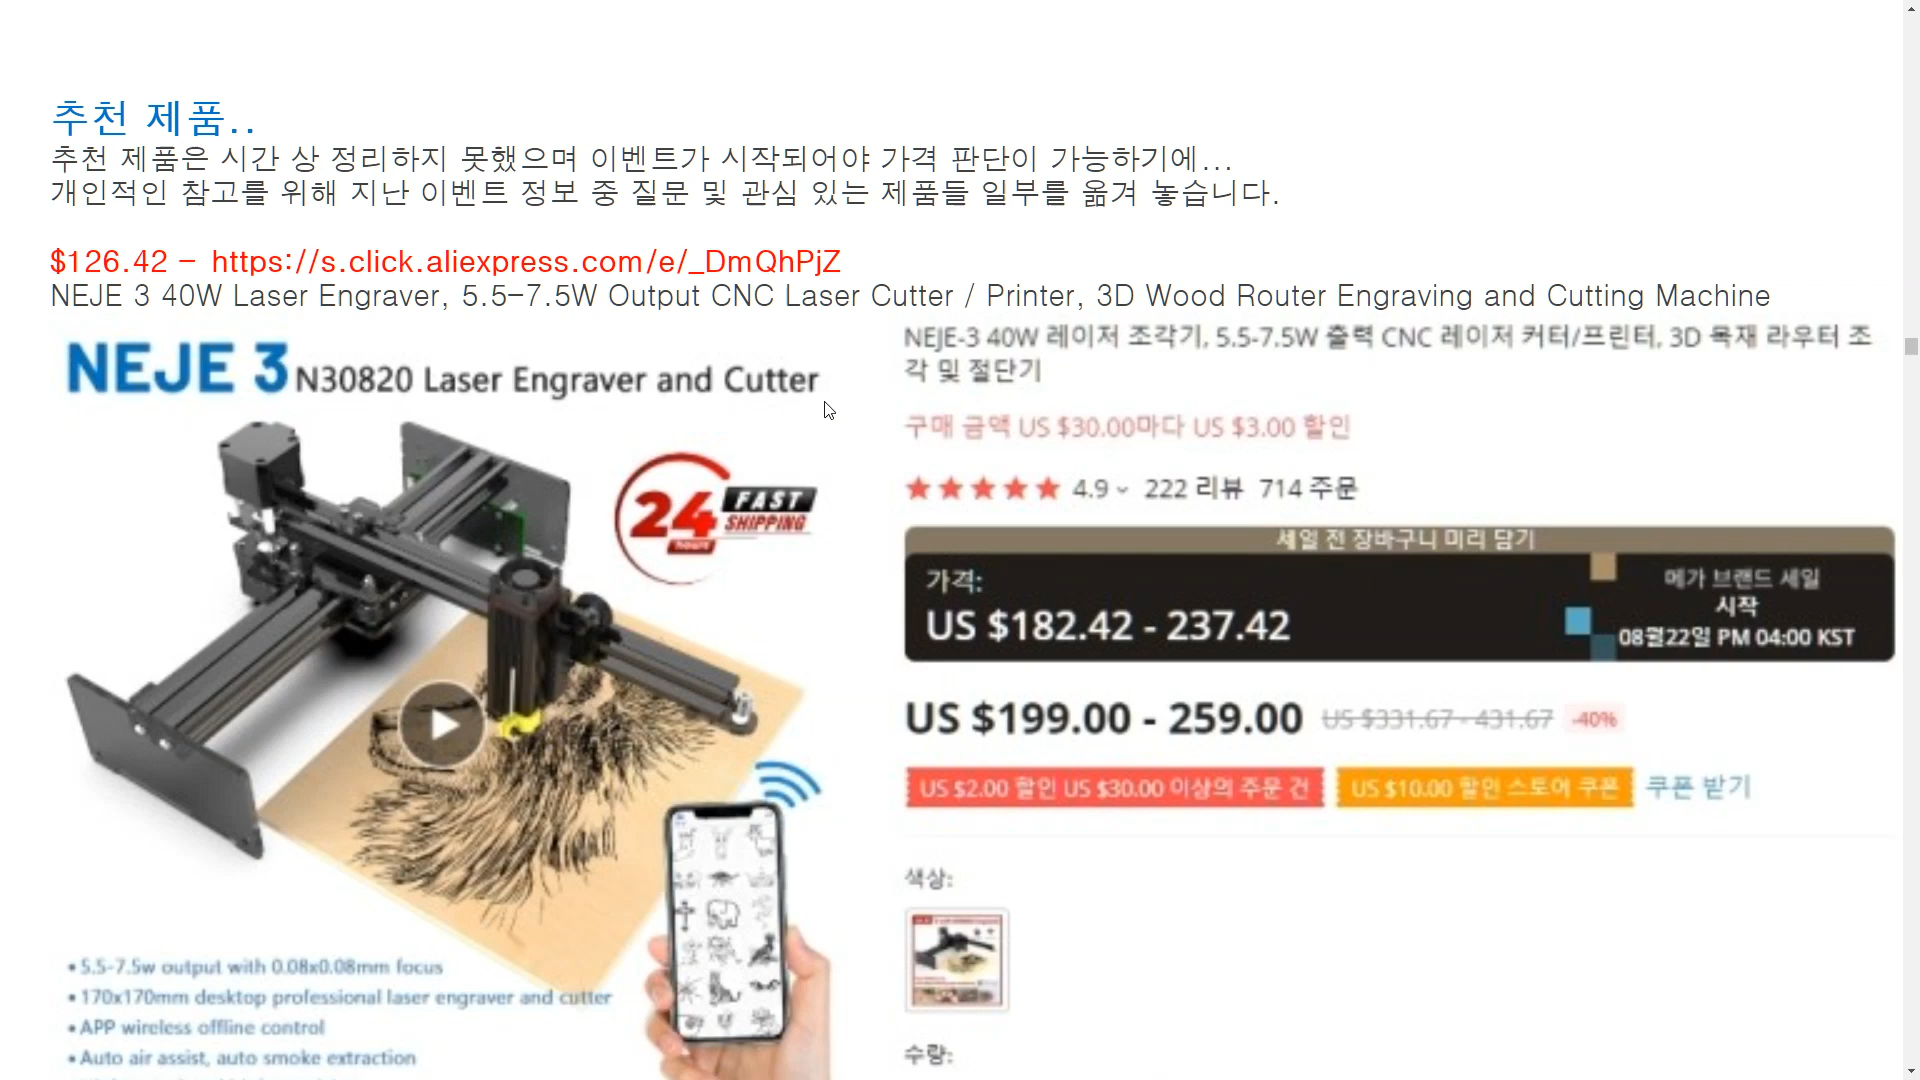 추천 제품..
추천 제품은 시간 상 정리하지 못했으며 이벤트가 시작되어야 가격 판단이 가능하기에...
개인적인 참고를 위해 지난 이벤트 정보 중 질문 및 관심 있는 제품들 일부를 옮겨 놓습니다.
$126.42 - https://s.click.aliexpress.com/e/_DmQhPjZ
NEJE 3 40W Laser Engraver, 5.5-7.5W Output CNC Laser Cutter / Printer, 3D Wood Router Engraving and Cutting Machine
NEJE 3 N30820 Laser Engraver and Cutter
24 hours FAST SHIPPING
• 5.5-7.5w output with 0.08x0.08mm focus
• 170x170mm desktop professional laser engraver and cutter
• APP wireless offline control
• Auto air assist, auto smoke extraction
NEJE-3 40W 레이저 조각기, 5.5-7.5W 출력 CNC 레이저 커터/프린터, 3D 목재 라우터 조
각 및 절단기
구매 금액 US $30.00마다 US $3.00 할인
4.9 222 리뷰 714 주문
세일 전 장바구니 미리 담기
가격:
US $182.42 - 237.42
메가 브랜드 세일
시작
08월22일 PM 04:00 KST
US $199.00 - 259.00 US $331.67 - 431.67 -40%
US $2.00 할인 US $30.00 이상의 주문 건 US $10.00 할인 스토어 쿠폰 쿠폰 받기
색상:
수량: